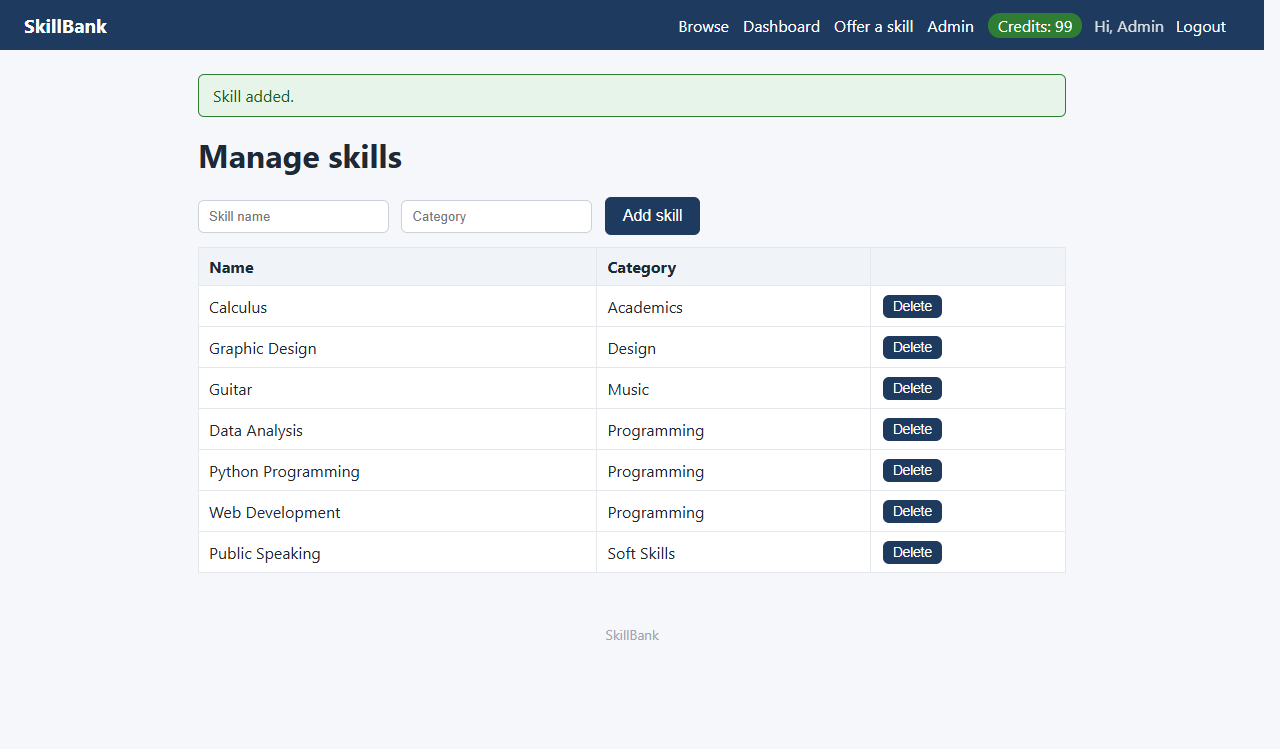 SkillBank Browse Dashboard Offer a skill Admin Credits: 99 Hi, Admin Logout
Skill added.
Manage skills
Skill name Category Add skill
Name Category
Calculus Academics Delete
Graphic Design Design Delete
Guitar Music Delete
Data Analysis Programming Delete
Python Programming Programming Delete
Web Development Programming Delete
Public Speaking Soft Skills Delete
SkillBank